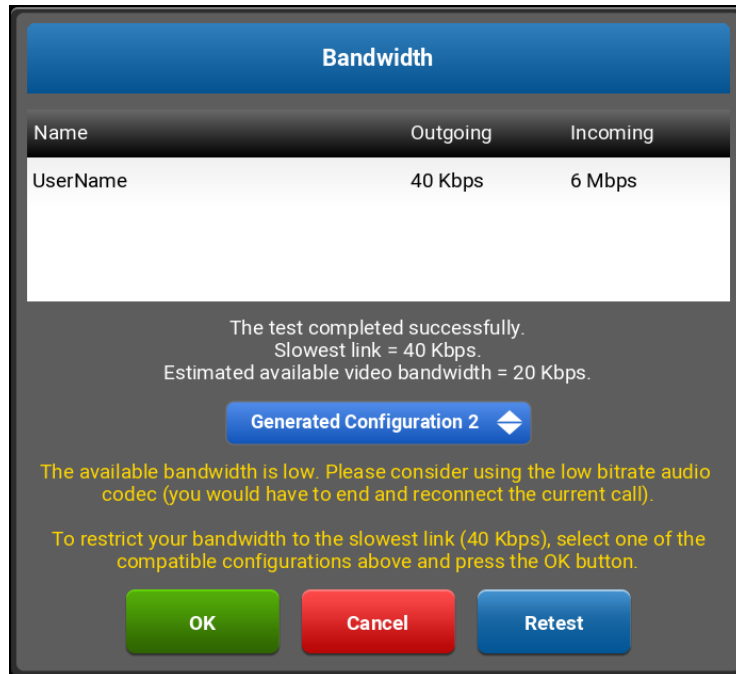 Bandwidth
Name Outgoing Incoming
UserName 40 Kbps 6 Mbps
The test completed successfully.
Slowest link = 40 Kbps.
Estimated available video bandwidth = 20 Kbps.
Generated Configuration 2
The available bandwidth is low. Please consider using the low bitrate audio
codec (you would have to end and reconnect the current call).
To restrict your bandwidth to the slowest link (40 Kbps), select one of the
compatible configurations above and press the OK button.
OK Cancel Retest